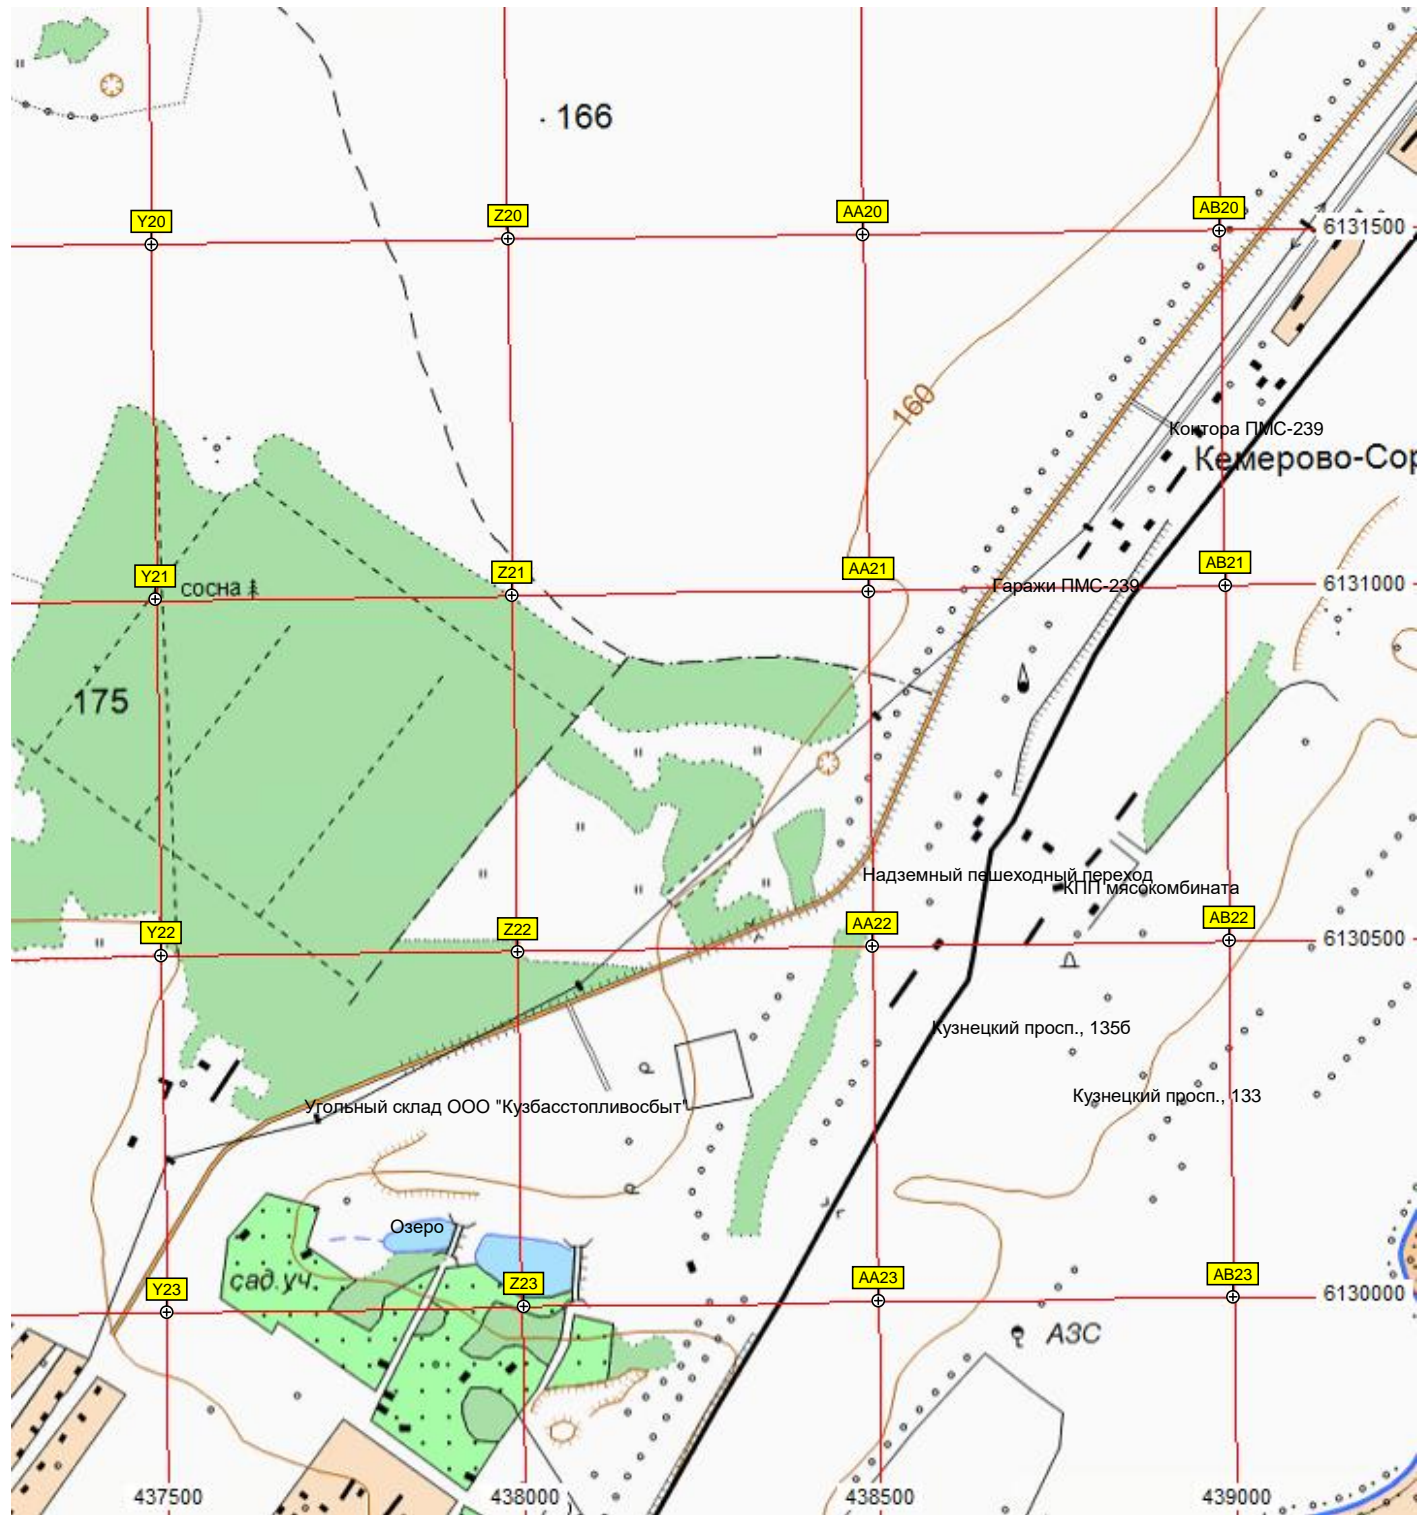 166
Y20
Z20
AA20
AB20
6131500
160
Контора ПМС-239
Кемерово-Сор
Y21
сосна
Z21
AA21
AB21
6131000
Гаражи ПМС-239
175
Надземный пешеходный переход
КПП мясокомбината
Y22
Z22
AA22
AB22
6130500
Кузнецкий просп., 135б
Кузнецкий просп., 133
Угольный склад ООО "Кузбасстопливосбыт"
Озеро
сад.уч.
Y23
Z23
AA23
AB23
6130000
АЗС
437500
438000
438500
439000